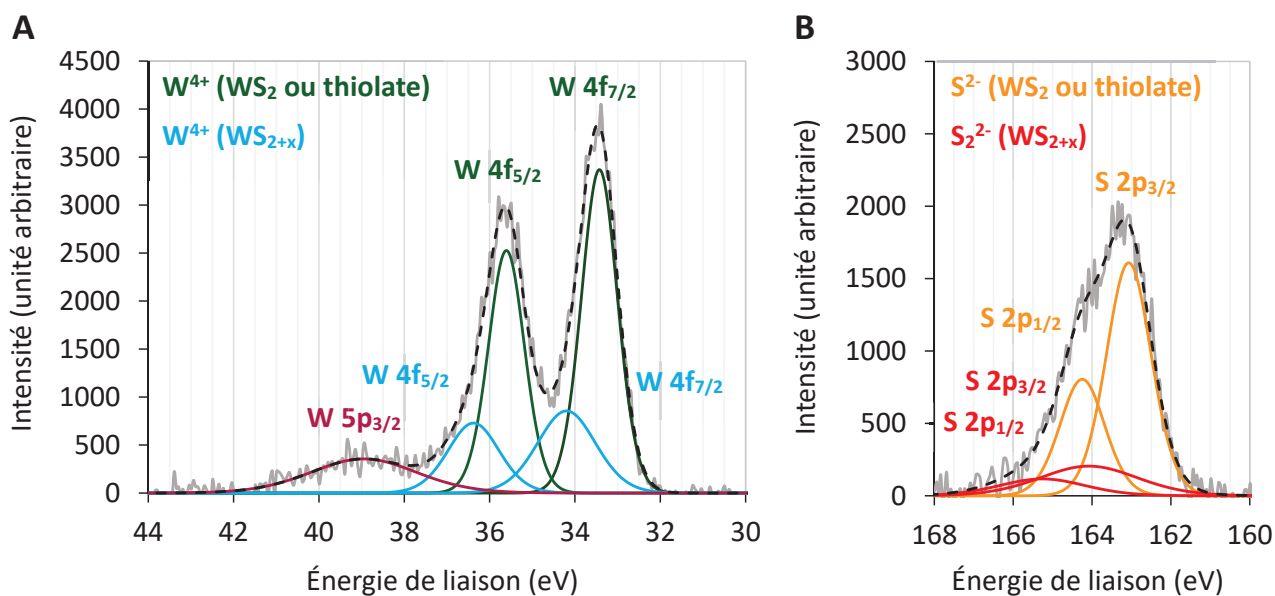 A
W⁴⁺ (WS₂ ou thiolate)
W⁴⁺ (WS₂₊ₓ)
W 4f₇/₂
W 4f₅/₂
W 4f₅/₂
W 4f₇/₂
W 5p₃/₂
Intensité (unité arbitraire)
4500
4000
3500
3000
2500
2000
1500
1000
500
0
44 42 40 38 36 34 32 30
Énergie de liaison (eV)
B
S²⁻ (WS₂ ou thiolate)
S₂²⁻ (WS₂₊ₓ)
S 2p₃/₂
S 2p₁/₂
S 2p₃/₂
S 2p₁/₂
Intensité (unité arbitraire)
3000
2500
2000
1500
1000
500
0
168 166 164 162 160
Énergie de liaison (eV)